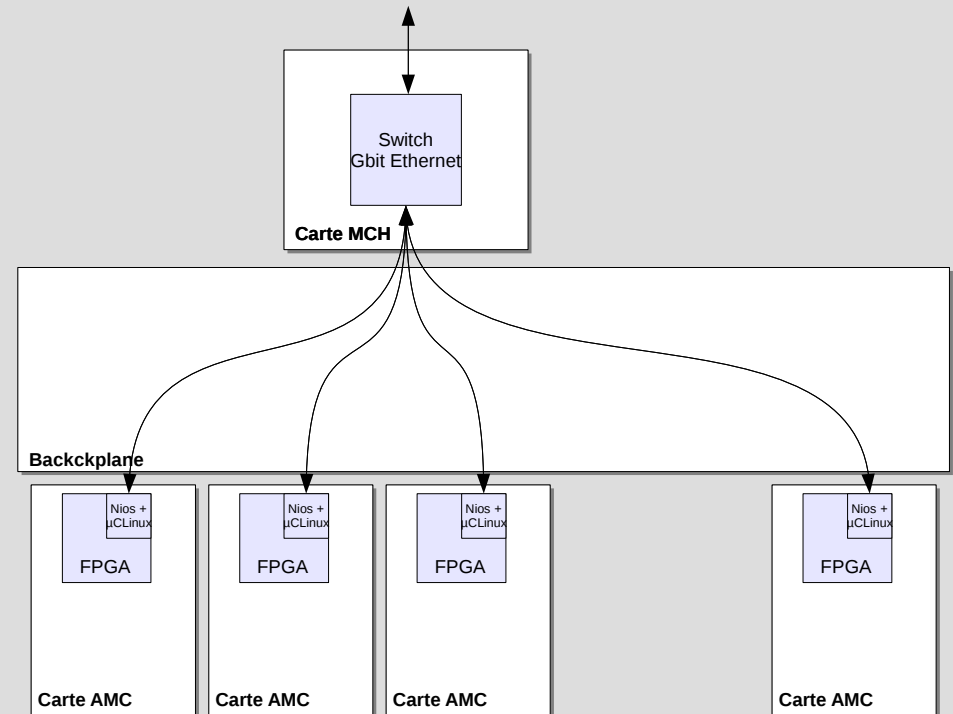 Switch
Gbit Ethernet
Carte MCH
Backckplane
Nios +
µCLinux
FPGA
Carte AMC
Nios +
µCLinux
FPGA
Carte AMC
Nios +
µCLinux
FPGA
Carte AMC
Nios +
µCLinux
FPGA
Carte AMC